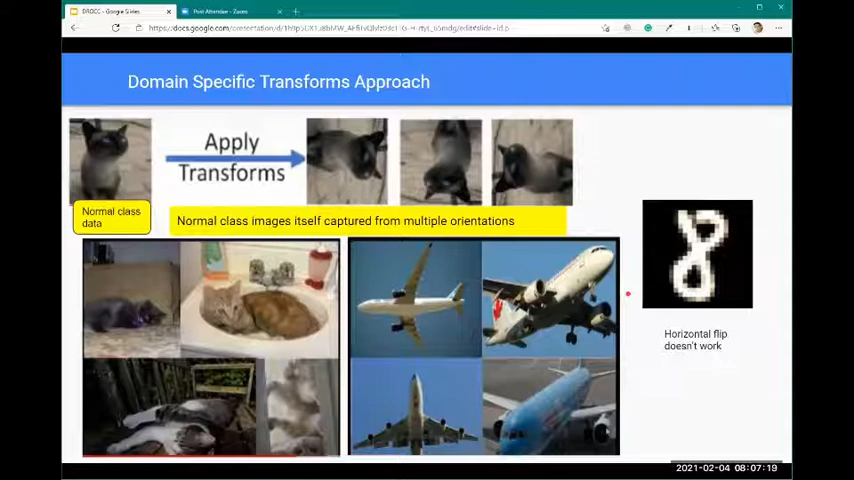 DROCC - Google Slides
Domain Specific Transforms Approach
Apply
Transforms
Normal class
data
Normal class images itself captured from multiple orientations
Horizontal flip
doesn't work
2021-02-04 08:07:19